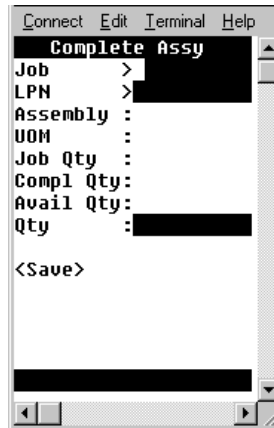 Connect Edit Terminal Help
Complete Assy
Job >
LPN >
Assembly :
UOM :
Job Qty :
Compl Qty:
Avail Qty:
Qty :
<Save>